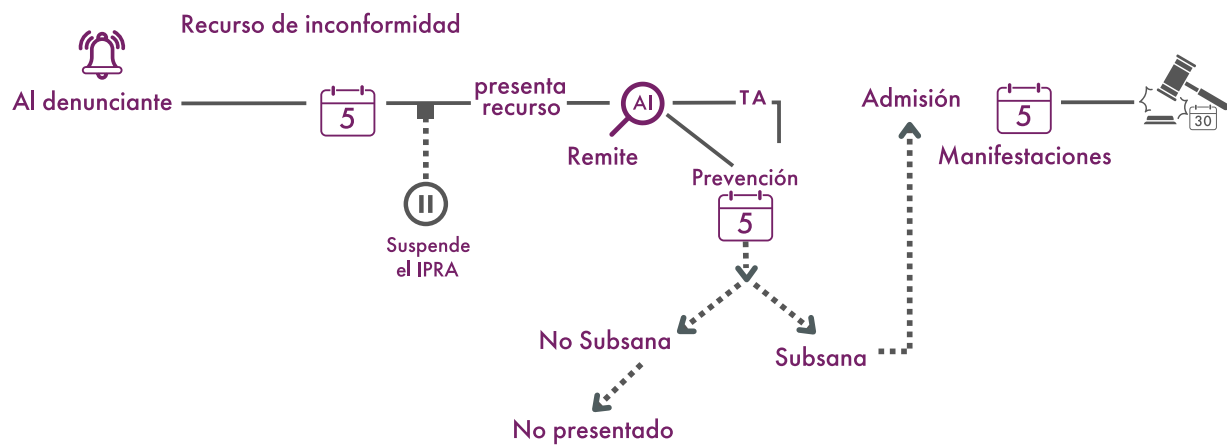 Recurso de inconformidad
Al denunciante
5
presenta
recurso
AI
Remite
TA
Prevención
5
Suspende
el IPRA
No Subsana
Subsana
No presentado
Admisión
5
Manifestaciones
30